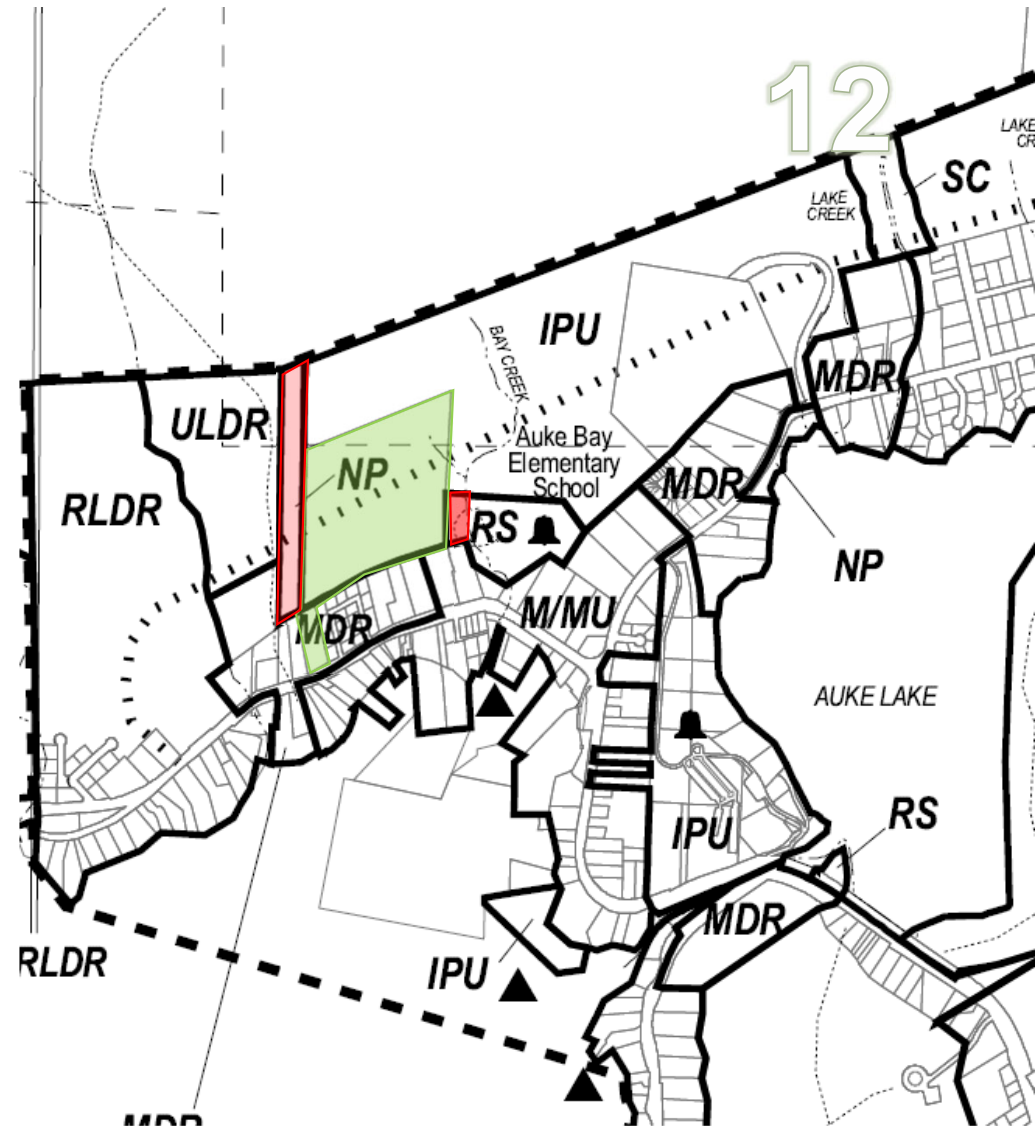 12
LAKE
CR
SC
LAKE
CREEK
IPU
BAY CREEK
MDR
ULDR
Auke Bay
Elementary
School
NP
MDR
RLDR
RS
NP
M/MU
MDR
AUKE LAKE
RS
IPU
MDR
RLDR
IPU
MDR